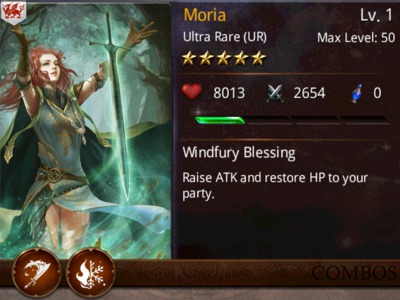 Moria Lv. 1
Ultra Rare (UR) Max Level: 50
8013 2654 0
Windfury Blessing
Raise ATK and restore HP to your
party.
COMBOS